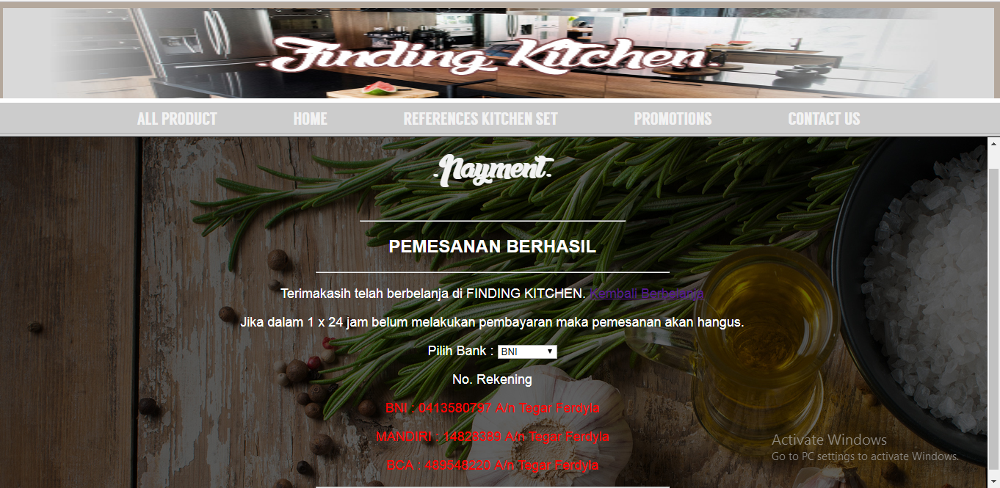 .Finding Kitchen.
ALL PRODUCT HOME REFERENCES KITCHEN SET PROMOTIONS CONTACT US
.Payment.
PEMESANAN BERHASIL
Terimakasih telah berbelanja di FINDING KITCHEN. Kembali Berbelanja
Jika dalam 1 x 24 jam belum melakukan pembayaran maka pemesanan akan hangus.
Pilih Bank : BNI
No. Rekening
BNI : 0413580797 A/n Tegar Ferdyla
MANDIRI : 14829389 A/n Tegar Ferdyla
BCA : 489548220 A/n Tegar Ferdyla
Activate Windows
Go to PC settings to activate Windows.